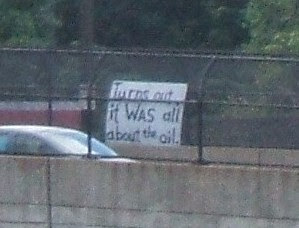 Turns out
it WAS all
about the oil.